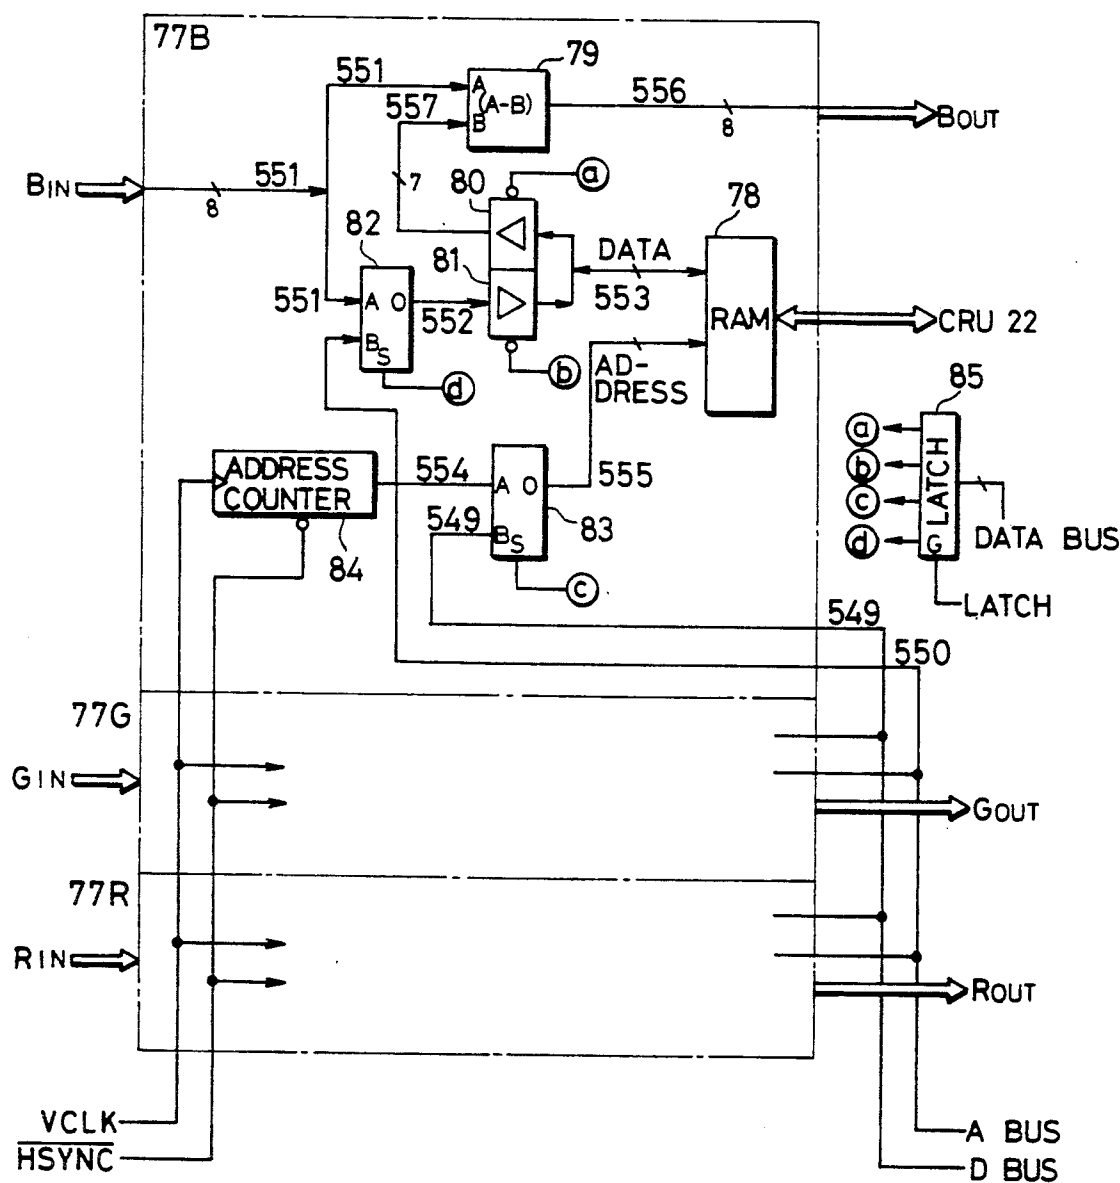 77B
79
551
A
(A-B)
B
557
556
8
BOUT
BIN
8
551
7
80
a
78
82
81
DATA
553
551
A O
552
RAM
CRU 22
B
S
AD-
DRESS
b
d
85
a
b
c
d
LATCH
G
DATA BUS
LATCH
ADDRESS
COUNTER
554
A O
555
549
B
S
83
84
c
549
550
77G
GIN
GOUT
77R
RIN
ROUT
VCLK
HSYNC
A BUS
D BUS